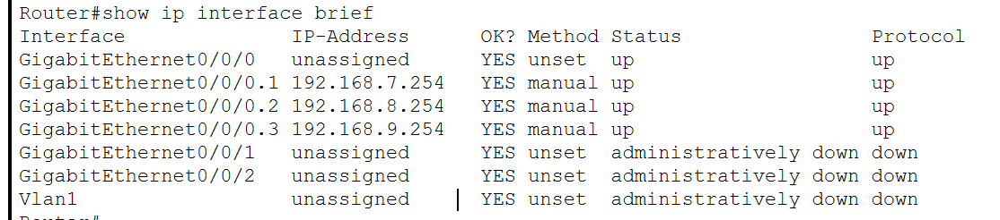 Router#show ip interface brief
Interface              IP-Address      OK? Method Status                Protocol
GigabitEthernet0/0/0   unassigned      YES unset  up                    up
GigabitEthernet0/0/0.1 192.168.7.254   YES manual up                    up
GigabitEthernet0/0/0.2 192.168.8.254   YES manual up                    up
GigabitEthernet0/0/0.3 192.168.9.254   YES manual up                    up
GigabitEthernet0/0/1   unassigned      YES unset  administratively down down
GigabitEthernet0/0/2   unassigned      YES unset  administratively down down
Vlan1                  unassigned      YES unset  administratively down down
Router#